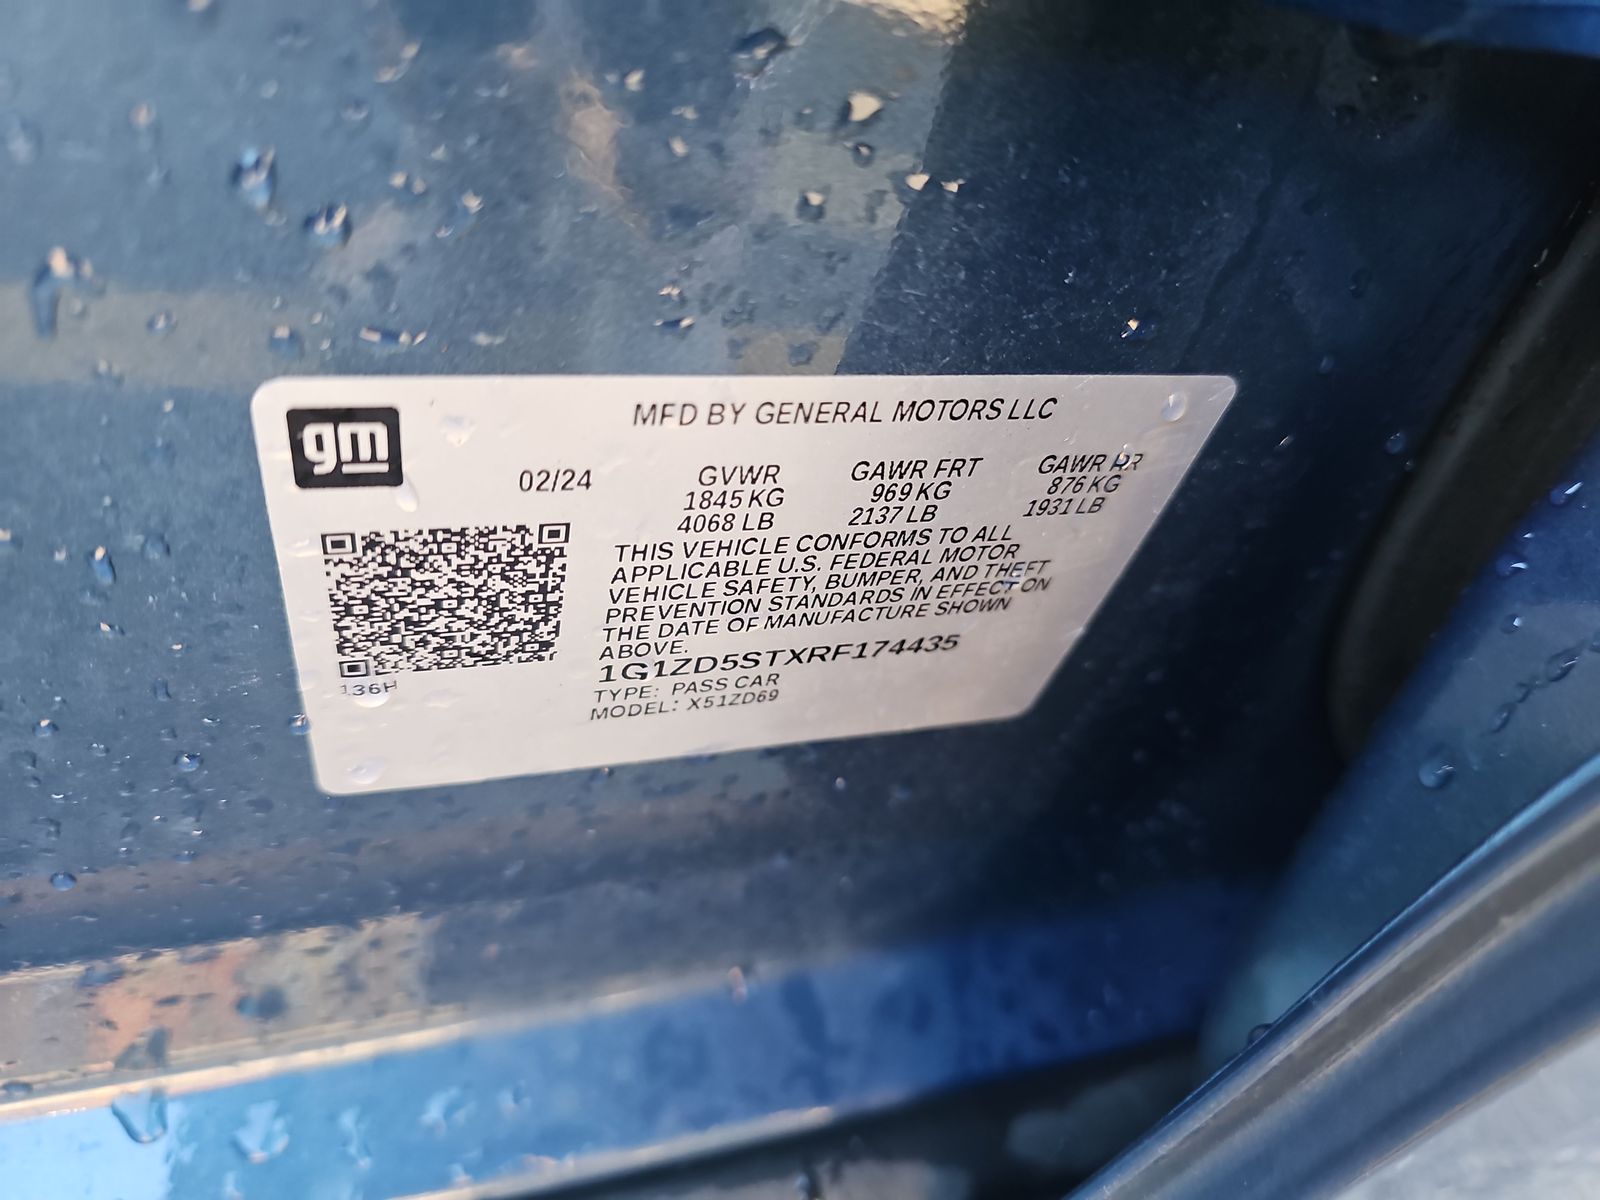 gm
MFD BY GENERAL MOTORS LLC
02/24
GVWR
1845 KG
4068 LB
GAWR FRT
969 KG
2137 LB
GAWR RR
876 KG
1931 LB
THIS VEHICLE CONFORMS TO ALL
APPLICABLE U.S. FEDERAL MOTOR
VEHICLE SAFETY, BUMPER, AND THEFT
PREVENTION STANDARDS IN EFFECT ON
THE DATE OF MANUFACTURE SHOWN
ABOVE.
1G1ZD5STXRF174435
TYPE: PASS CAR
MODEL: X51ZD69
136H